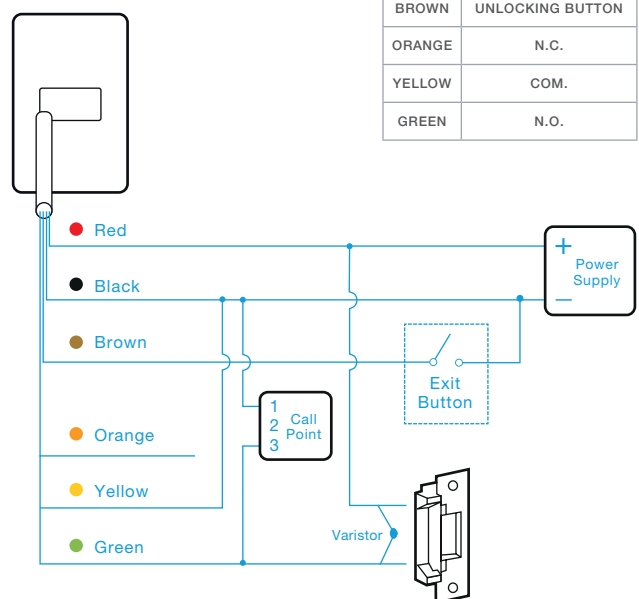 BROWN UNLOCKING BUTTON
ORANGE N.C.
YELLOW COM.
GREEN N.O.
Red
+
Power
Supply
Black
−
Brown
Exit
Button
1
2
3
Call
Point
Orange
Yellow
Varistor
Green